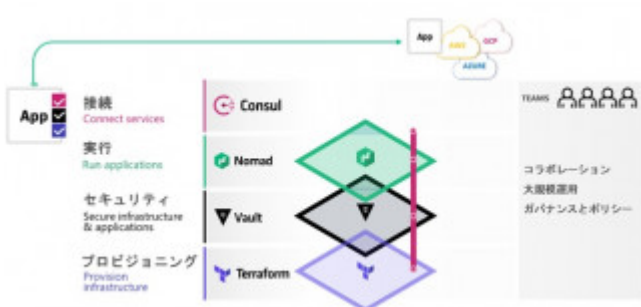 App
AWS
GCP
AZURE
App
接続
Connect services
Consul
実行
Run applications
Nomad
セキュリティ
Secure infrastructure
& applications
Vault
プロビジョニング
Provision
infrastructure
Terraform
TEAMS
コラボレーション
大規模運用
ガバナンスとポリシー